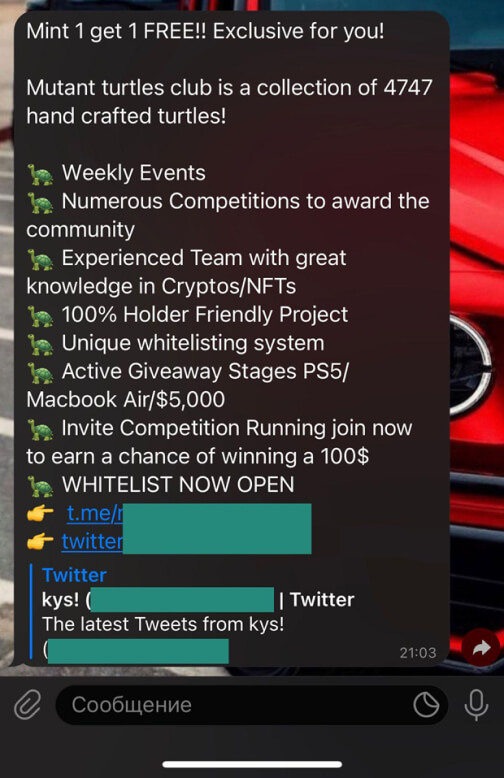 Mint 1 get 1 FREE!! Exclusive for you!
Mutant turtles club is a collection of 4747
hand crafted turtles!
🐢 Weekly Events
🐢 Numerous Competitions to award the
community
🐢 Experienced Team with great
knowledge in Cryptos/NFTs
🐢 100% Holder Friendly Project
🐢 Unique whitelisting system
🐢 Active Giveaway Stages PS5/
Macbook Air/$5,000
🐢 Invite Competition Running join now
to earn a chance of winning a 100$
🐢 WHITELIST NOW OPEN
👉 t.me/
👉 twitter
Twitter
kys! ( | Twitter
The latest Tweets from kys!
(
21:03
Сообщение